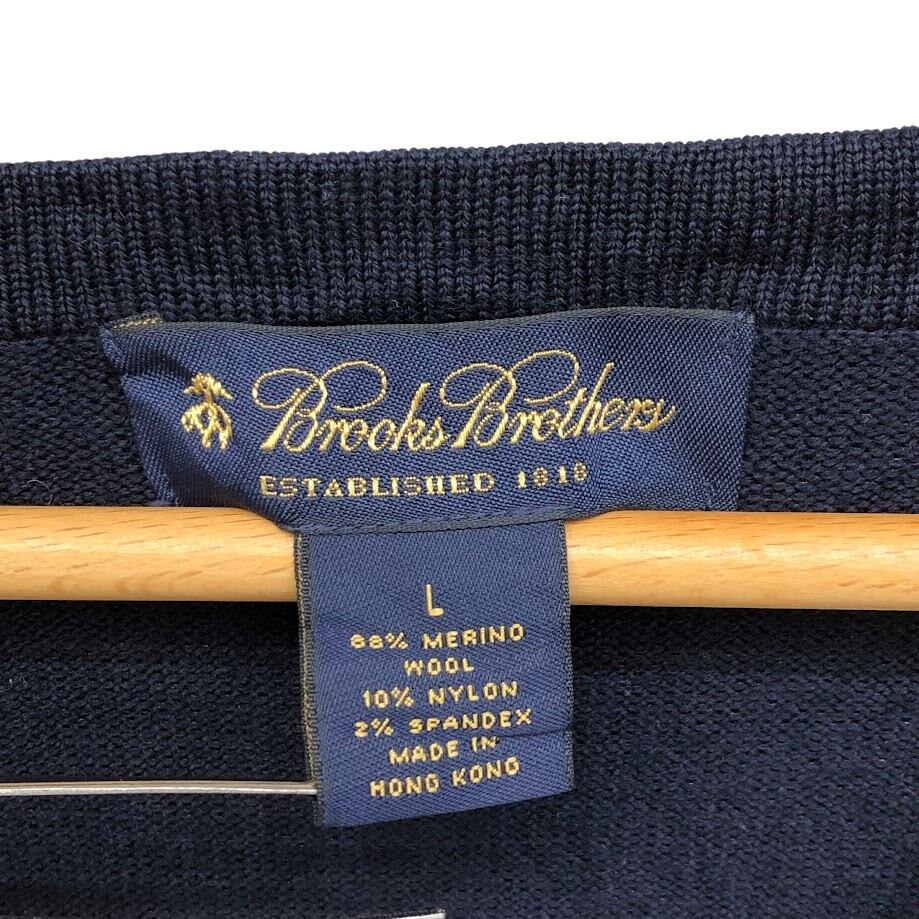 Brooks Brothers
ESTABLISHED 1818
L
88% MERINO
WOOL
10% NYLON
2% SPANDEX
MADE IN
HONG KONG